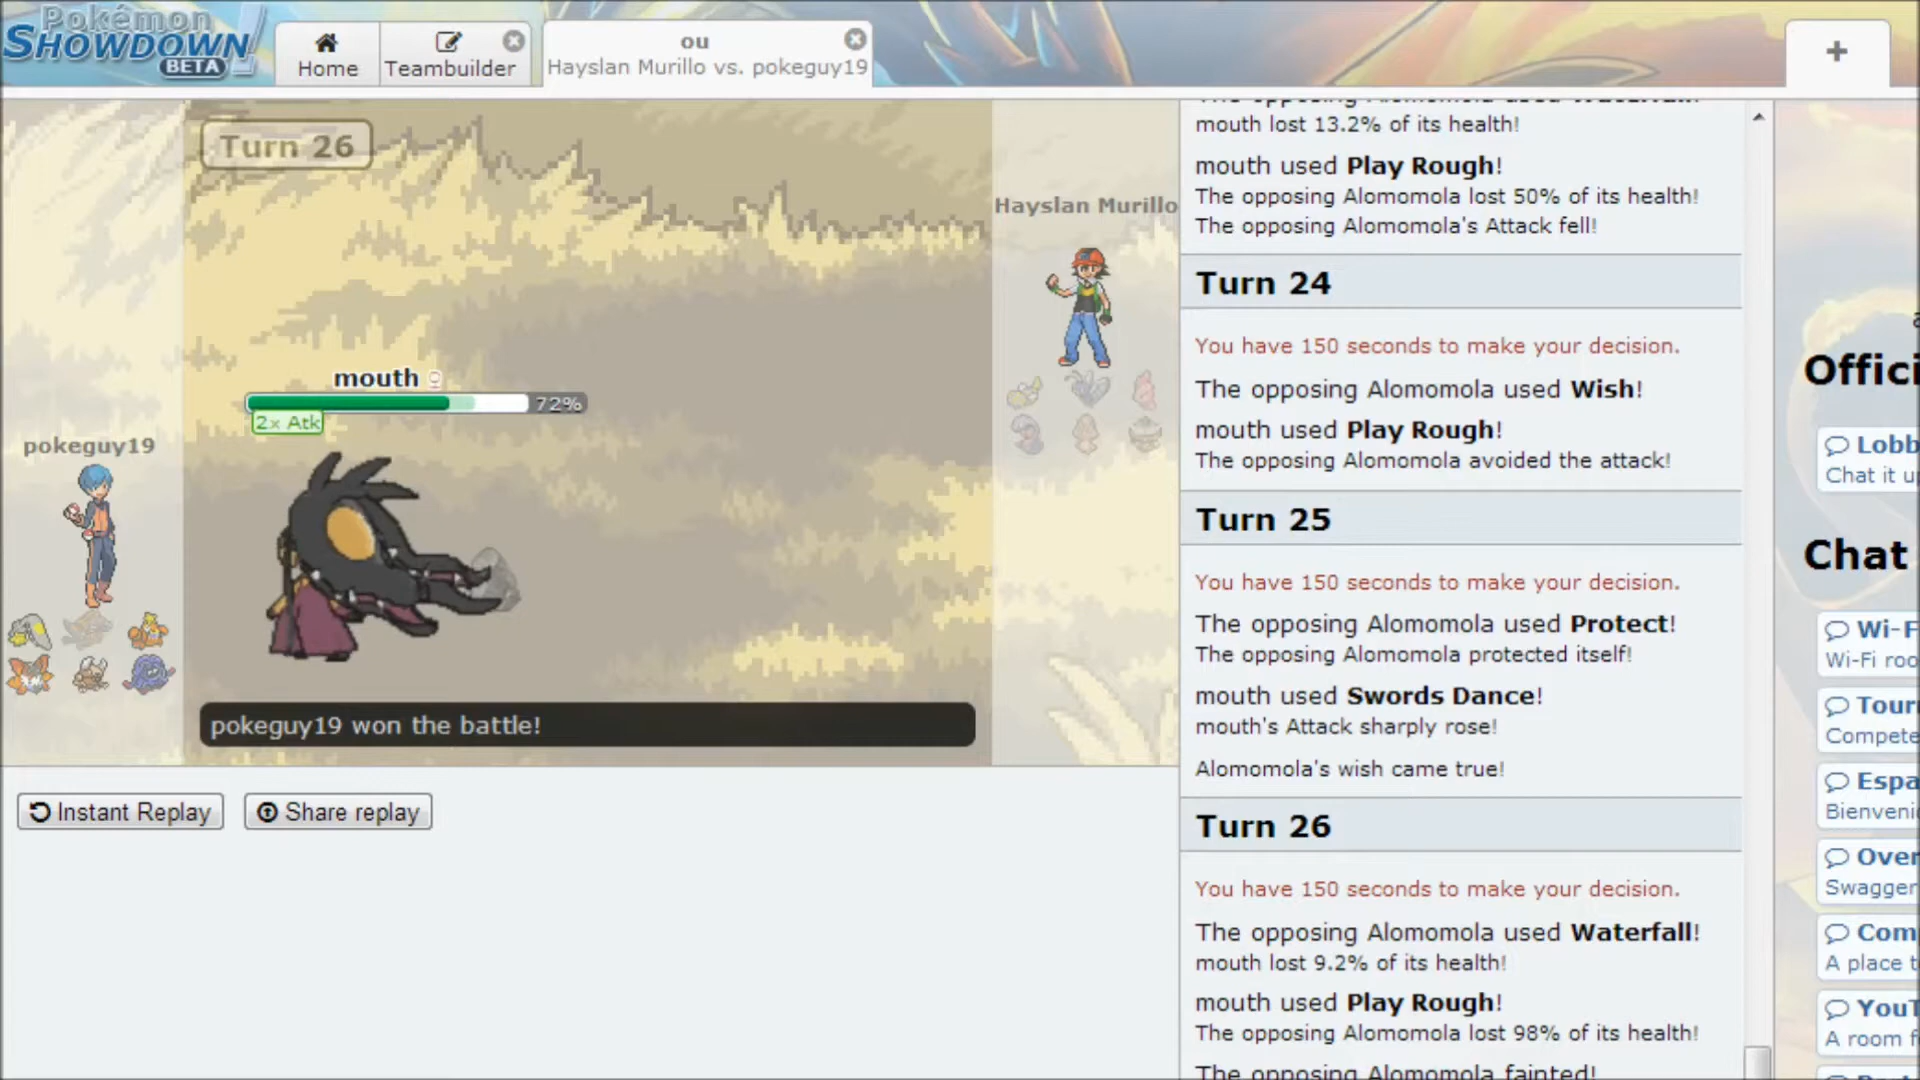 Pokémon
SHOWDOWN!
BETA
Home
Teambuilder
ou
Hayslan Murillo vs. pokeguy19
+
Turn 26
Hayslan Murillo
mouth
72%
2x Atk
pokeguy19
pokeguy19 won the battle!
Instant Replay
Share replay
mouth lost 13.2% of its health!
mouth used Play Rough!
The opposing Alomomola lost 50% of its health!
The opposing Alomomola's Attack fell!
Turn 24
You have 150 seconds to make your decision.
The opposing Alomomola used Wish!
mouth used Play Rough!
The opposing Alomomola avoided the attack!
Turn 25
You have 150 seconds to make your decision.
The opposing Alomomola used Protect!
The opposing Alomomola protected itself!
mouth used Swords Dance!
mouth's Attack sharply rose!
Alomomola's wish came true!
Turn 26
You have 150 seconds to make your decision.
The opposing Alomomola used Waterfall!
mouth lost 9.2% of its health!
mouth used Play Rough!
The opposing Alomomola lost 98% of its health!
The opposing Alomomola fainted!
Offici
Lobb
Chat it u
Chat
Wi-F
Wi-Fi roo
Tour
Compete
Espa
Bienveni
Over
Swagger
Com
A place t
YouT
A room f